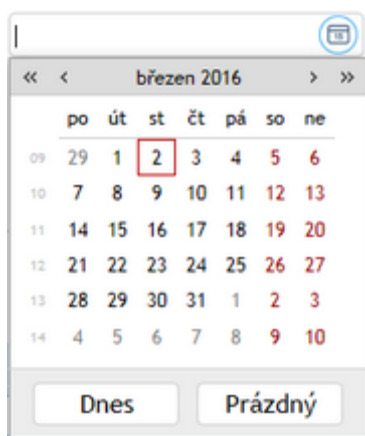 « < březen 2016 > »
po út st čt pá so ne
09 29 1 2 3 4 5 6
10 7 8 9 10 11 12 13
11 14 15 16 17 18 19 20
12 21 22 23 24 25 26 27
13 28 29 30 31 1 2 3
14 4 5 6 7 8 9 10
Dnes Prázdný